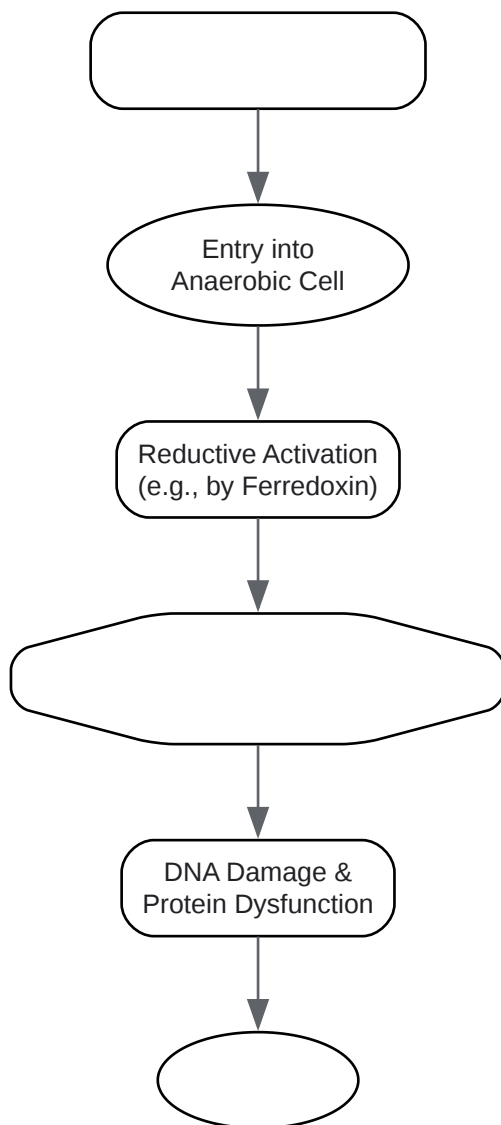 Entry into
Anaerobic Cell
Reductive Activation
(e.g., by Ferredoxin)
DNA Damage &
Protein Dysfunction